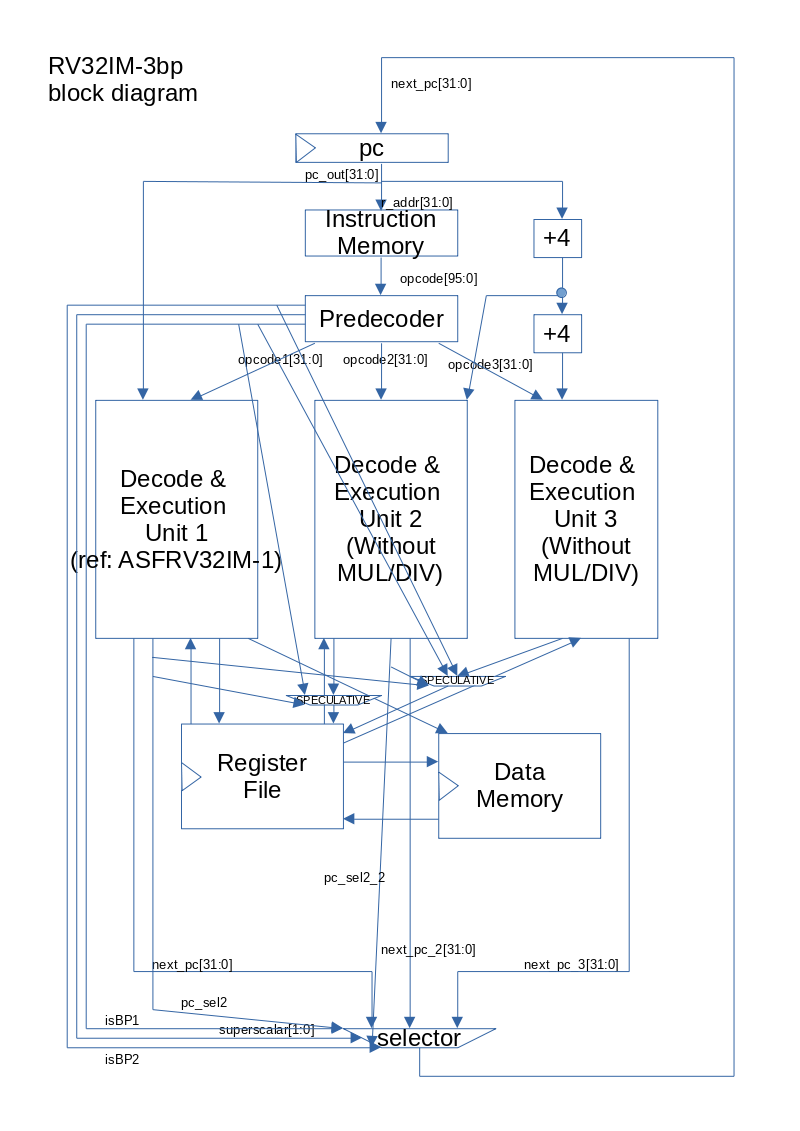 RV32IM-3bp
block diagram
next_pc[31:0]
pc
pc_out[31:0]
r_addr[31:0]
Instruction
Memory
+4
opcode[95:0]
Predecoder
+4
opcode1[31:0]
opcode2[31:0]
opcode3[31:0]
Decode &
Execution
Unit 1
(ref: ASFRV32IM-1)
Decode &
Execution
Unit 2
(Without
MUL/DIV)
Decode &
Execution
Unit 3
(Without
MUL/DIV)
SPECULATIVE
SPECULATIVE
Register
File
Data
Memory
pc_sel2_2
next_pc_2[31:0]
next_pc[31:0]
next_pc_3[31:0]
pc_sel2
isBP1
superscalar[1:0]
selector
isBP2